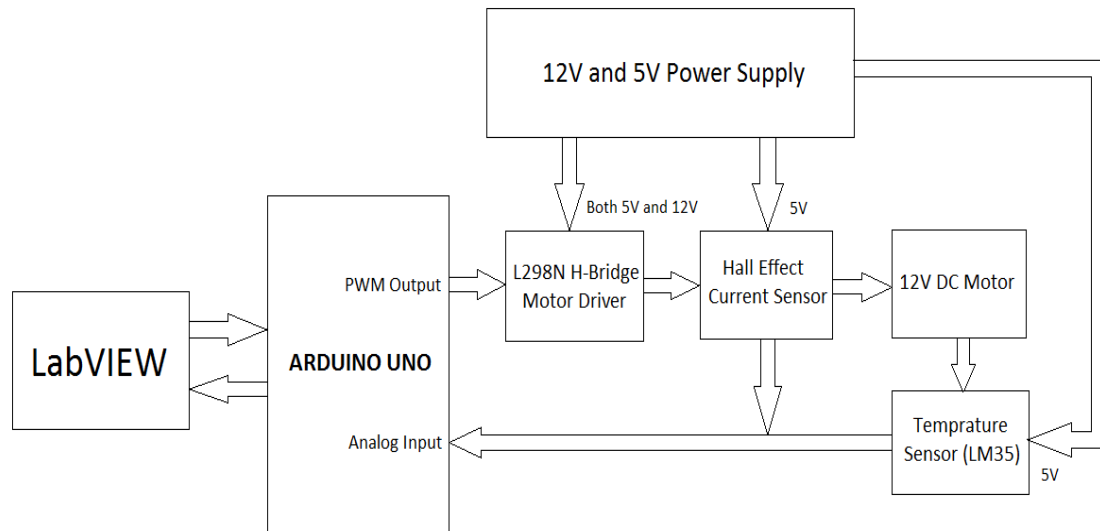 12V and 5V Power Supply
Both 5V and 12V
5V
PWM Output
L298N H-Bridge
Motor Driver
Hall Effect
Current Sensor
12V DC Motor
LabVIEW
ARDUINO UNO
Analog Input
Temprature
Sensor (LM35)
5V